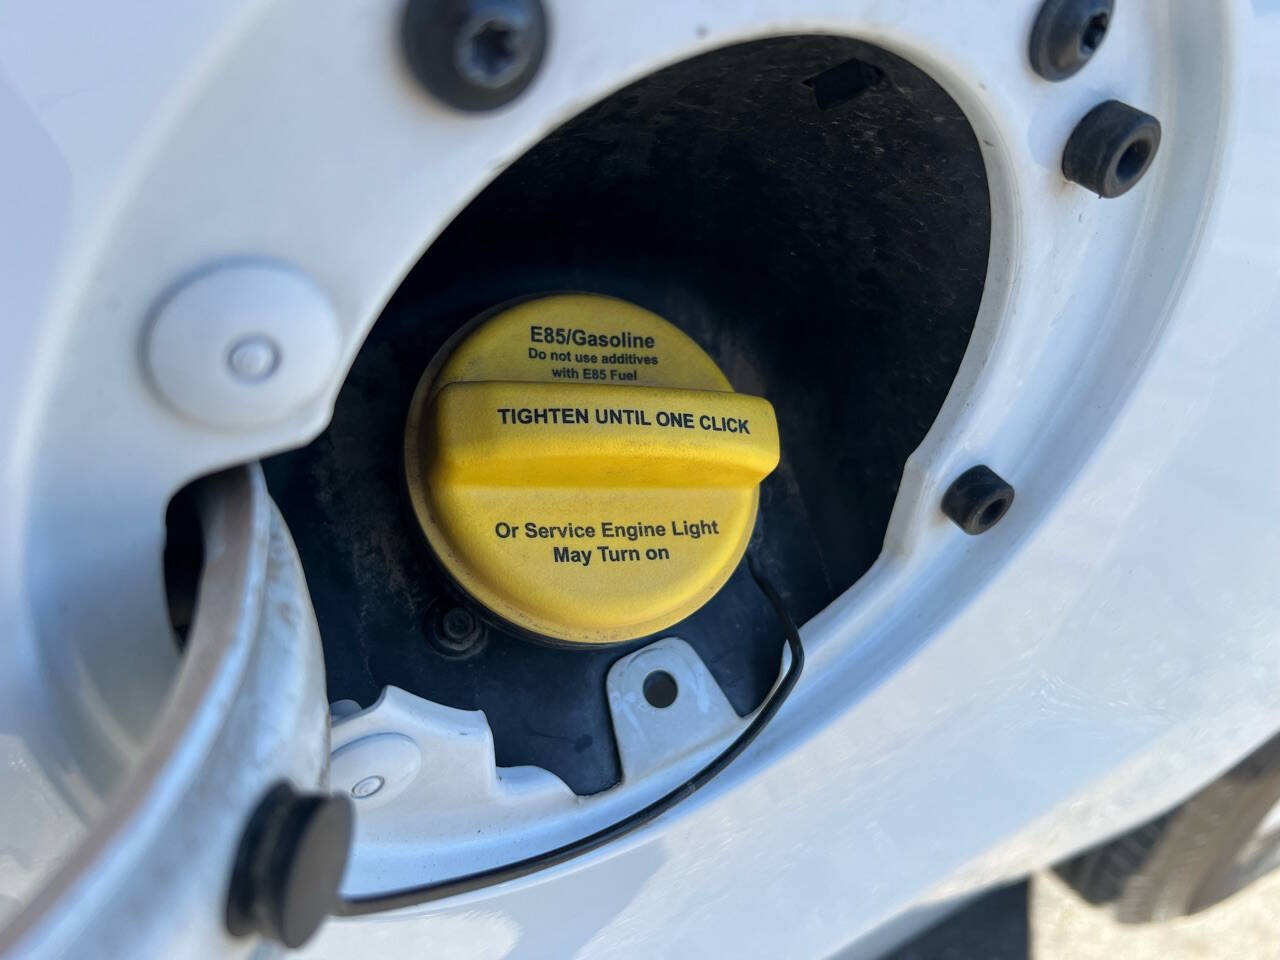 E85/Gasoline
Do not use additives
with E85 Fuel
TIGHTEN UNTIL ONE CLICK
Or Service Engine Light
May Turn on